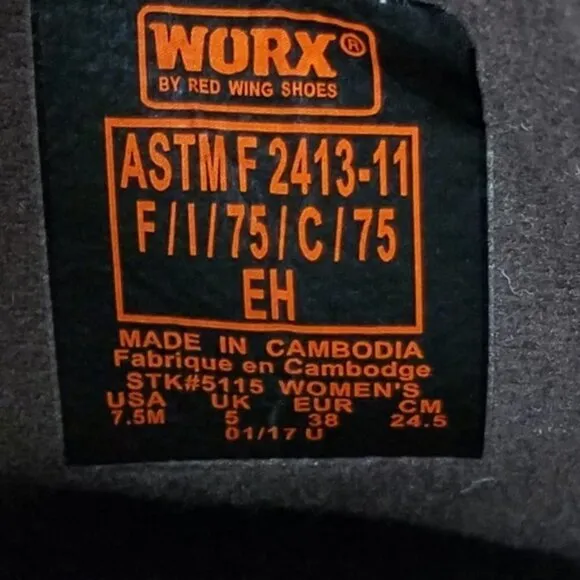 WORX®
BY RED WING SHOES
ASTM F 2413-11
F/I/75/C/75
EH
MADE IN CAMBODIA
Fabrique en Cambodge
STK#5115 WOMEN'S
USA UK EUR CM
7.5M 5 38 24.5
01/17 U